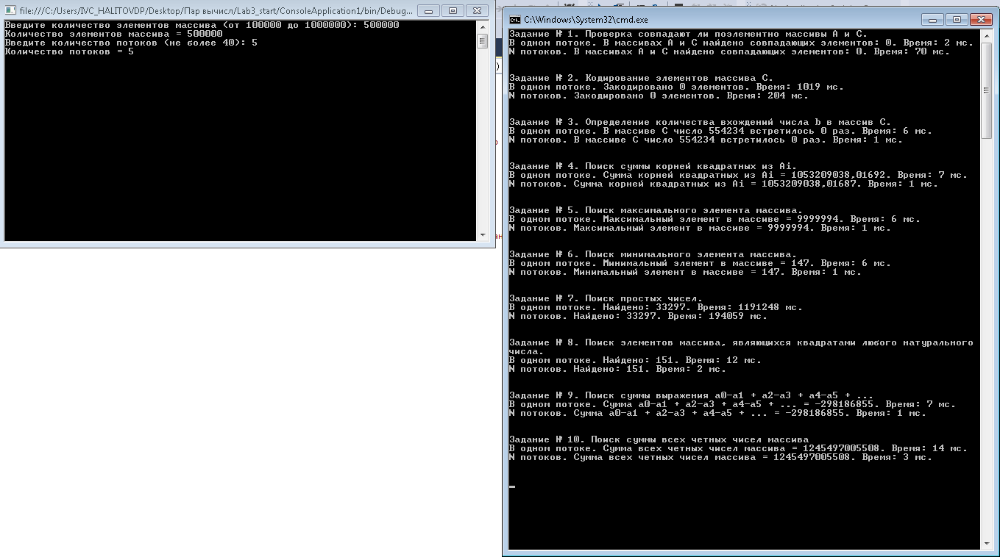 file:///C:/Users/IVC_HALITOVDP/Desktop/Пар вычисл/Lab3_start/ConsoleApplication1/bin/Debug...
Введите количество элементов массива (от 100000 до 1000000): 500000
Количество элементов массива = 500000
Введите количество потоков (не более 40): 5
Количество потоков = 5
C:\Windows\System32\cmd.exe
Задание № 1. Проверка совпадают ли поэлементно массивы A и C.
В одном потоке. В массивах A и C найдено совпадающих элементов: 0. Время: 2 мс.
N потоков. В массивах A и C найдено совпадающих элементов: 0. Время: 70 мс.
Задание № 2. Кодирование элементов массива C.
В одном потоке. Закодировано 0 элементов. Время: 1019 мс.
N потоков. Закодировано 0 элементов. Время: 204 мс.
Задание № 3. Определение количества вхождений числа b в массив C.
В одном потоке. В массиве C число 554234 встретилось 0 раз. Время: 6 мс.
N потоков. В массиве C число 554234 встретилось 0 раз. Время: 1 мс.
Задание № 4. Поиск суммы корней квадратных из Ai.
В одном потоке. Сумма корней квадратных из Ai = 1053209038,01692. Время: 7 мс.
N потоков. Сумма корней квадратных из Ai = 1053209038,01687. Время: 1 мс.
Задание № 5. Поиск максимального элемента массива.
В одном потоке. Максимальный элемент в массиве = 9999994. Время: 6 мс.
N потоков. Максимальный элемент в массиве = 9999994. Время: 1 мс.
Задание № 6. Поиск минимального элемента массива.
В одном потоке. Минимальный элемент в массиве = 147. Время: 6 мс.
N потоков. Минимальный элемент в массиве = 147. Время: 1 мс.
Задание № 7. Поиск простых чисел.
В одном потоке. Найдено: 33297. Время: 1191248 мс.
N потоков. Найдено: 33297. Время: 194059 мс.
Задание № 8. Поиск элементов массива, являющихся квадратами любого натурального
числа.
В одном потоке. Найдено: 151. Время: 12 мс.
N потоков. Найдено: 151. Время: 2 мс.
Задание № 9. Поиск суммы выражения a0-a1 + a2-a3 + a4-a5 + ...
В одном потоке. Сумма a0-a1 + a2-a3 + a4-a5 + ... = -298186855. Время: 7 мс.
N потоков. Сумма a0-a1 + a2-a3 + a4-a5 + ... = -298186855. Время: 1 мс.
Задание № 10. Поиск суммы всех четных чисел массива
В одном потоке. Сумма всех четных чисел массива = 1245497005508. Время: 14 мс.
N потоков. Сумма всех четных чисел массива = 1245497005508. Время: 3 мс.